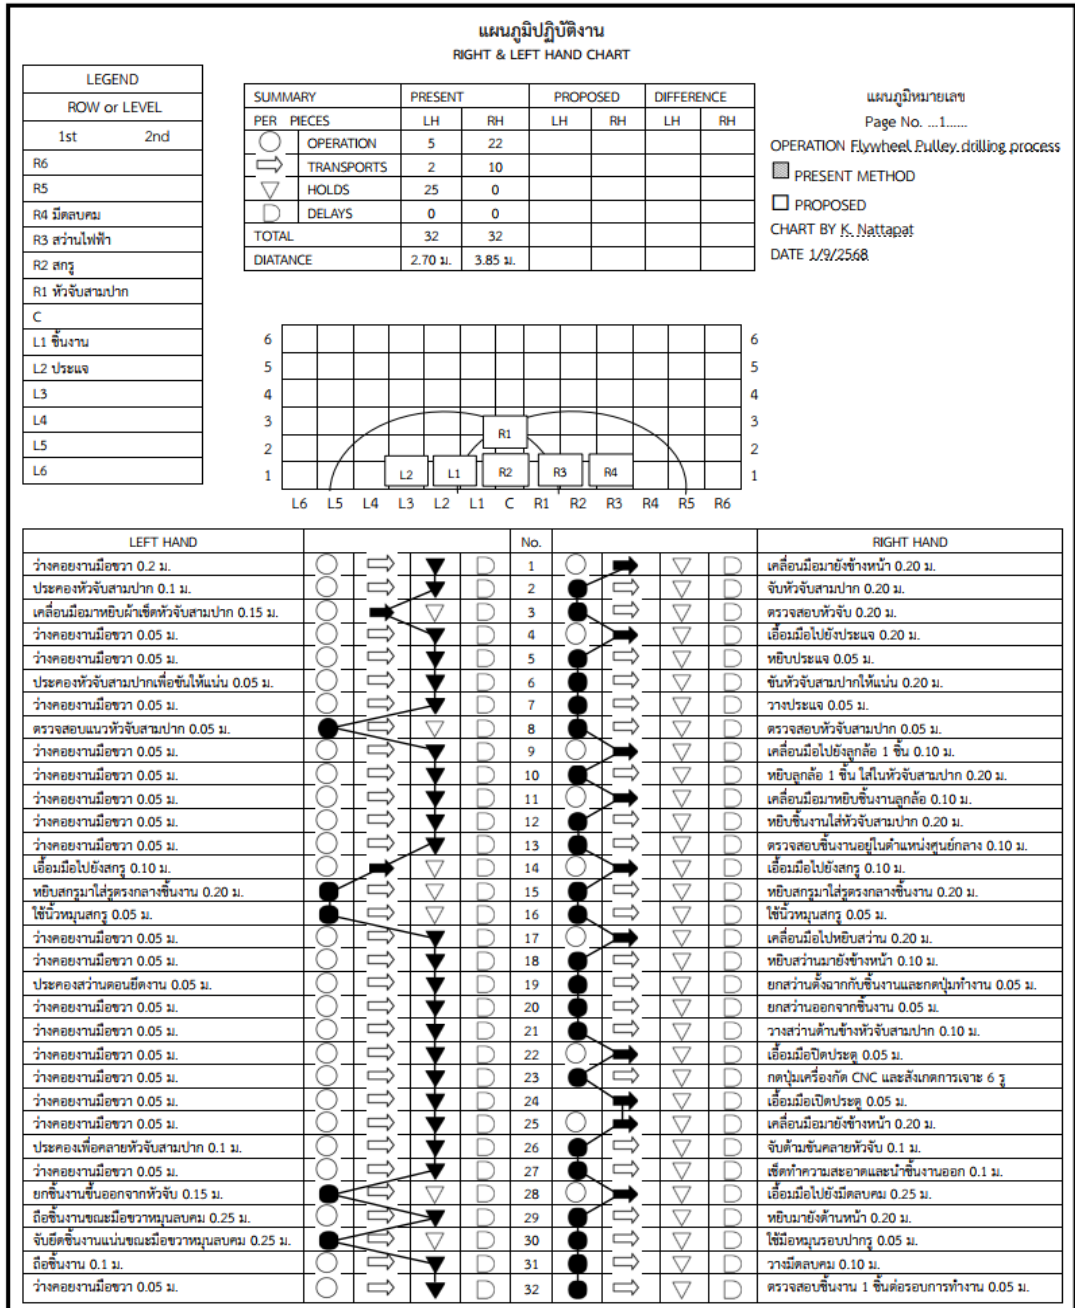 แผนภูมิปฏิบัติงาน
RIGHT & LEFT HAND CHART
LEGEND
ROW or LEVEL
1st 2nd
R6
R5
R4 มีดลบคม
R3 สว่านไฟฟ้า
R2 สกรู
R1 หัวจับสามปาก
C
L1 ชิ้นงาน
L2 ประแจ
L3
L4
L5
L6
SUMMARY PRESENT PROPOSED DIFFERENCE
PER PIECES LH RH LH RH LH RH
OPERATION 5 22
TRANSPORTS 2 10
HOLDS 25 0
DELAYS 0 0
TOTAL 32 32
DIATANCE 2.70 ม. 3.85 ม.
แผนภูมิหมายเลข
Page No. ...1......
OPERATION Flywheel Pulley drilling process
PRESENT METHOD
PROPOSED
CHART BY K. Nattapat
DATE 1/9/2568
6 6
5 5
4 4
3 3
R1
2 2
L2 L1 R2 R3 R4
1 1
L6 L5 L4 L3 L2 L1 C R1 R2 R3 R4 R5 R6
LEFT HAND No. RIGHT HAND
ว่างคอยงานมือขวา 0.2 ม. 1 เคลื่อนมือมายังข้างหน้า 0.20 ม.
ประคองหัวจับสามปาก 0.1 ม. 2 จับหัวจับสามปาก 0.20 ม.
เคลื่อนมือมาหยิบผ้าเช็ดหัวจับสามปาก 0.15 ม. 3 ตรวจสอบหัวจับ 0.20 ม.
ว่างคอยงานมือขวา 0.05 ม. 4 เอื้อมมือไปยังประแจ 0.20 ม.
ว่างคอยงานมือขวา 0.05 ม. 5 หยิบประแจ 0.05 ม.
ประคองหัวจับสามปากเพื่อขันให้แน่น 0.05 ม. 6 ขันหัวจับสามปากให้แน่น 0.20 ม.
ว่างคอยงานมือขวา 0.05 ม. 7 วางประแจ 0.05 ม.
ตรวจสอบแนวหัวจับสามปาก 0.05 ม. 8 ตรวจสอบหัวจับสามปาก 0.05 ม.
ว่างคอยงานมือขวา 0.05 ม. 9 เคลื่อนมือไปยังลูกล้อ 1 ชิ้น 0.10 ม.
ว่างคอยงานมือขวา 0.05 ม. 10 หยิบลูกล้อ 1 ชิ้น ใส่ในหัวจับสามปาก 0.20 ม.
ว่างคอยงานมือขวา 0.05 ม. 11 เคลื่อนมือมาหยิบชิ้นงานลูกล้อ 0.10 ม.
ว่างคอยงานมือขวา 0.05 ม. 12 หยิบชิ้นงานใส่หัวจับสามปาก 0.20 ม.
ว่างคอยงานมือขวา 0.05 ม. 13 ตรวจสอบชิ้นงานอยู่ในตำแหน่งศูนย์กลาง 0.10 ม.
เอื้อมมือไปยังสกรู 0.10 ม. 14 เอื้อมมือไปยังสกรู 0.10 ม.
หยิบสกรูมาใส่รูตรงกลางชิ้นงาน 0.20 ม. 15 หยิบสกรูมาใส่รูตรงกลางชิ้นงาน 0.20 ม.
ใช้นิ้วหมุนสกรู 0.05 ม. 16 ใช้นิ้วหมุนสกรู 0.05 ม.
ว่างคอยงานมือขวา 0.05 ม. 17 เคลื่อนมือไปหยิบสว่าน 0.20 ม.
ว่างคอยงานมือขวา 0.05 ม. 18 หยิบสว่านมายังข้างหน้า 0.10 ม.
ประคองสว่านตอนยึดงาน 0.05 ม. 19 ยกสว่านตั้งฉากกับชิ้นงานและกดปุ่มทำงาน 0.05 ม.
ว่างคอยงานมือขวา 0.05 ม. 20 ยกสว่านออกจากชิ้นงาน 0.05 ม.
ว่างคอยงานมือขวา 0.05 ม. 21 วางสว่านด้านข้างหัวจับสามปาก 0.10 ม.
ว่างคอยงานมือขวา 0.05 ม. 22 เอื้อมมือปิดประตู 0.05 ม.
ว่างคอยงานมือขวา 0.05 ม. 23 กดปุ่มเครื่องกัด CNC และสังเกตการเจาะ 6 รู
ว่างคอยงานมือขวา 0.05 ม. 24 เอื้อมมือเปิดประตู 0.05 ม.
ว่างคอยงานมือขวา 0.05 ม. 25 เคลื่อนมือมายังข้างหน้า 0.20 ม.
ประคองเพื่อคลายหัวจับสามปาก 0.1 ม. 26 จับด้ามขันคลายหัวจับ 0.1 ม.
ว่างคอยงานมือขวา 0.05 ม. 27 เช็ดทำความสะอาดและนำชิ้นงานออก 0.1 ม.
ยกชิ้นงานขึ้นออกจากหัวจับ 0.15 ม. 28 เอื้อมมือไปยังมีดลบคม 0.25 ม.
ถือชิ้นงานขณะมือขวาหมุนลบคม 0.25 ม. 29 หยิบมายังด้านหน้า 0.20 ม.
จับยึดชิ้นงานแน่นขณะมือขวาหมุนลบคม 0.25 ม. 30 ใช้มือหมุนรอบปากรู 0.05 ม.
ถือชิ้นงาน 0.1 ม. 31 วางมีดลบคม 0.10 ม.
ว่างคอยงานมือขวา 0.05 ม. 32 ตรวจสอบชิ้นงาน 1 ชิ้นต่อรอบการทำงาน 0.05 ม.